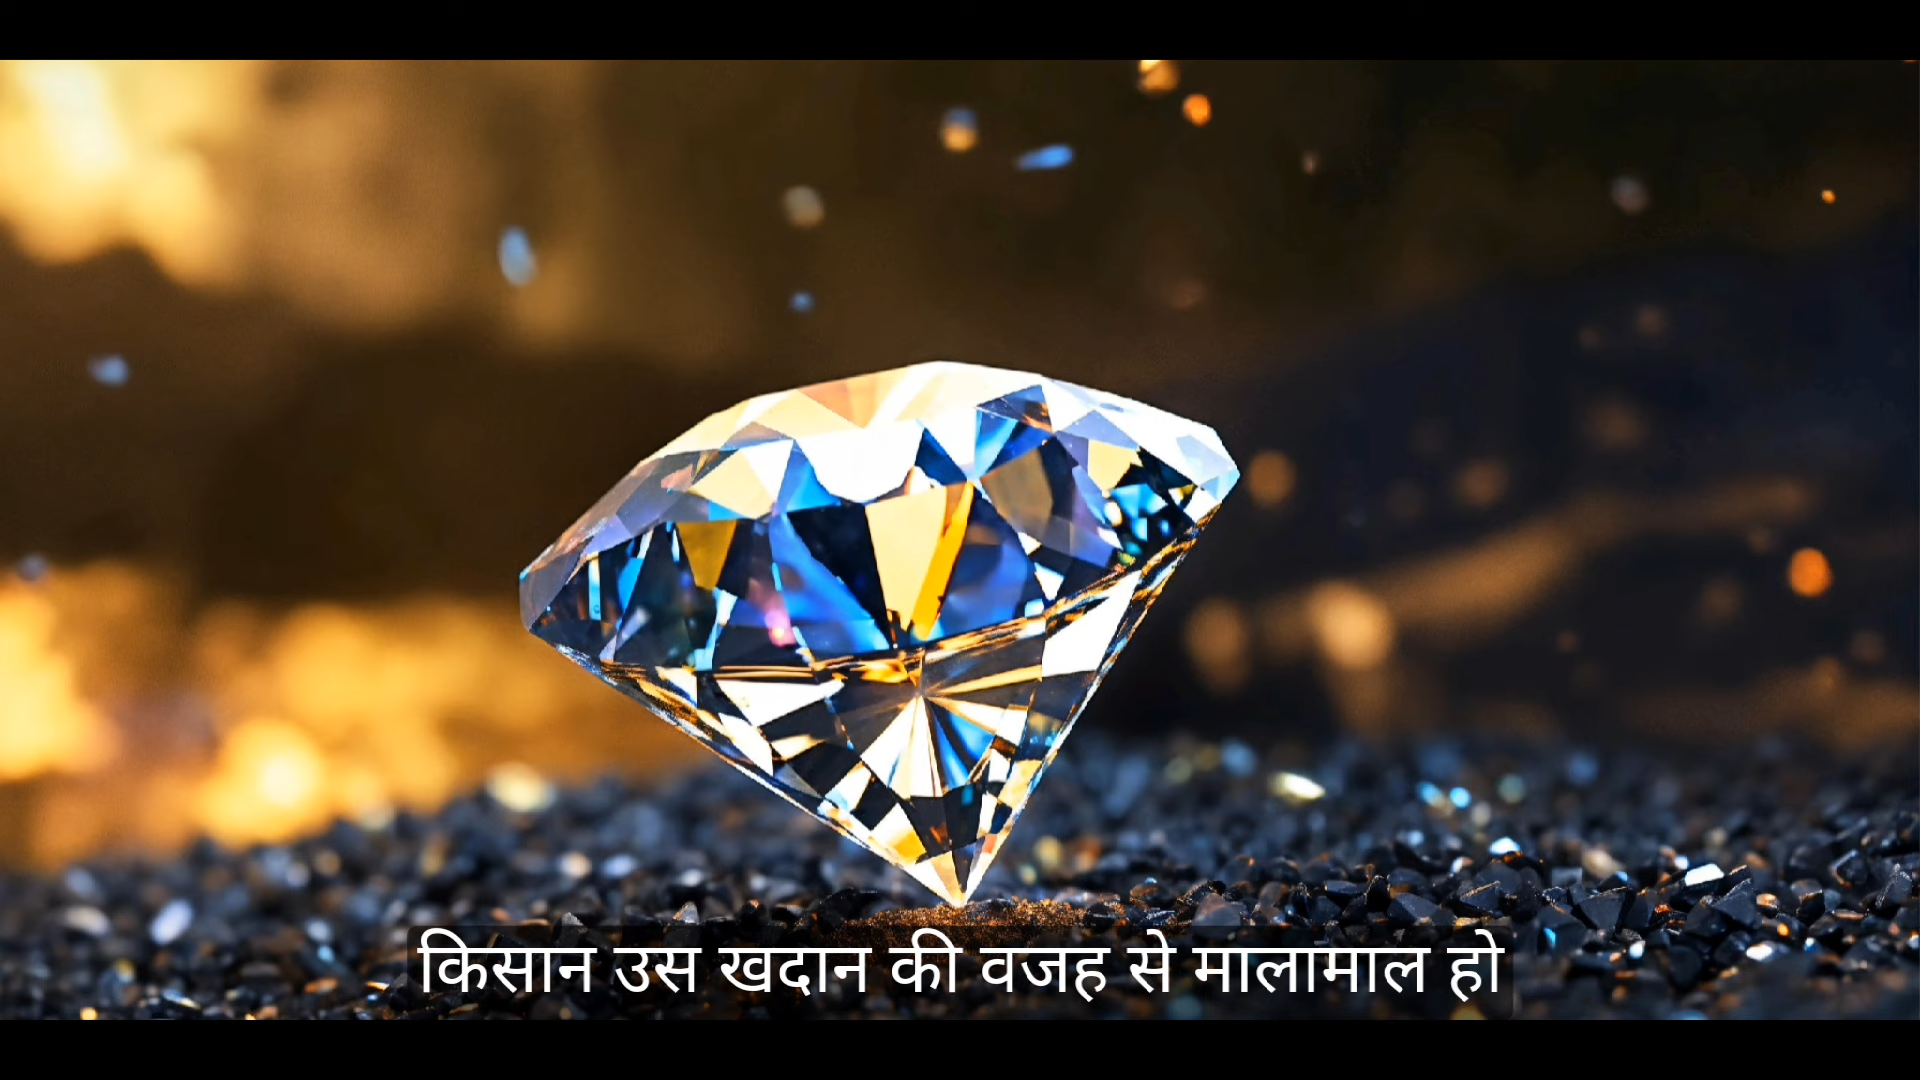 किसान उस खदान की वजह से मालामाल हो